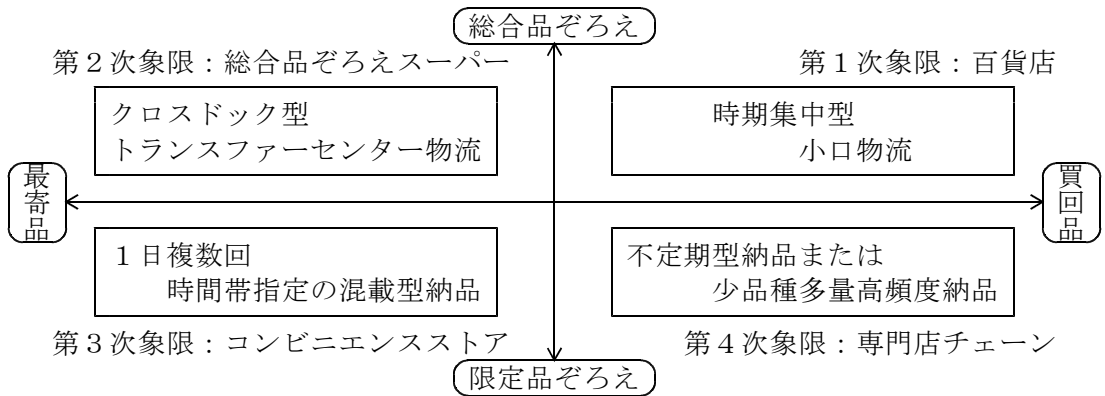 総合品ぞろえ
第２次象限：総合品ぞろえスーパー
第１次象限：百貨店
クロスドック型
トランスファーセンター物流
時期集中型
小口物流
最寄品
買回品
１日複数回
時間帯指定の混載型納品
不定期型納品または
少品種多量高頻度納品
第３次象限：コンビニエンスストア
第４次象限：専門店チェーン
限定品ぞろえ